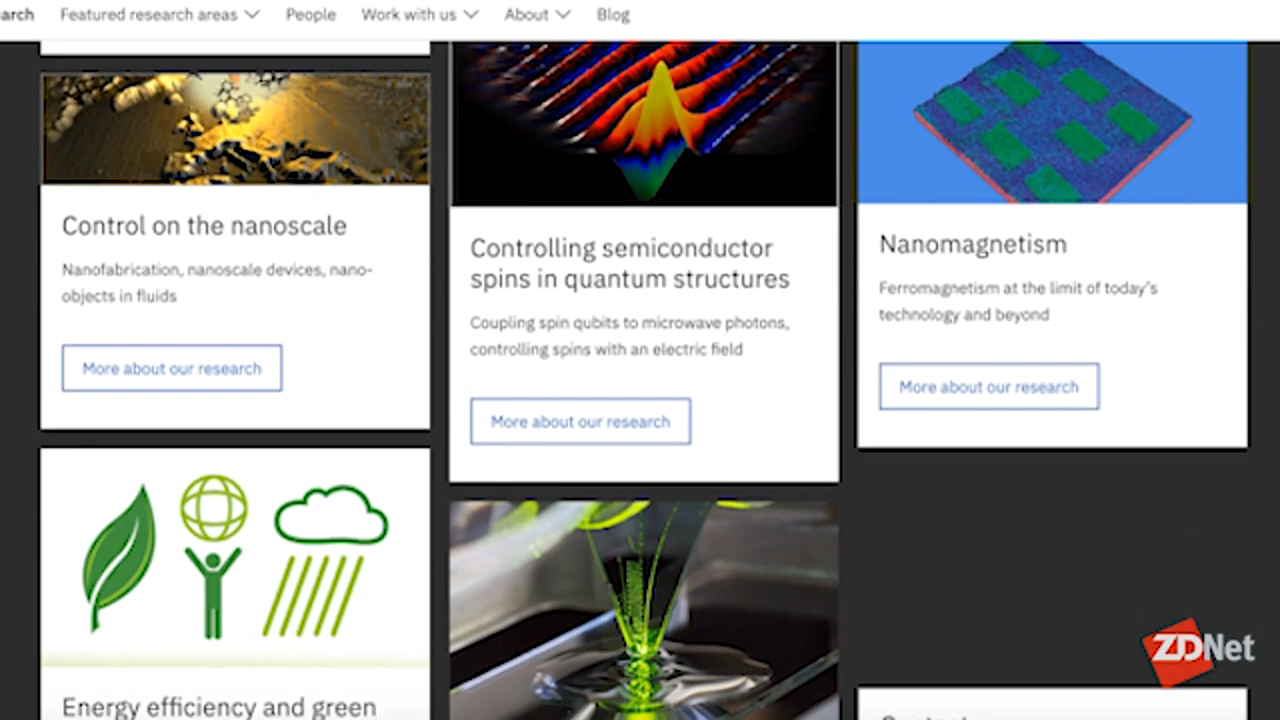 arch Featured research areas People Work with us About Blog
Control on the nanoscale
Nanofabrication, nanoscale devices, nano-
objects in fluids
More about our research
Controlling semiconductor
spins in quantum structures
Coupling spin qubits to microwave photons,
controlling spins with an electric field
More about our research
Nanomagnetism
Ferromagnetism at the limit of today's
technology and beyond
More about our research
Energy efficiency and green
ZDNet